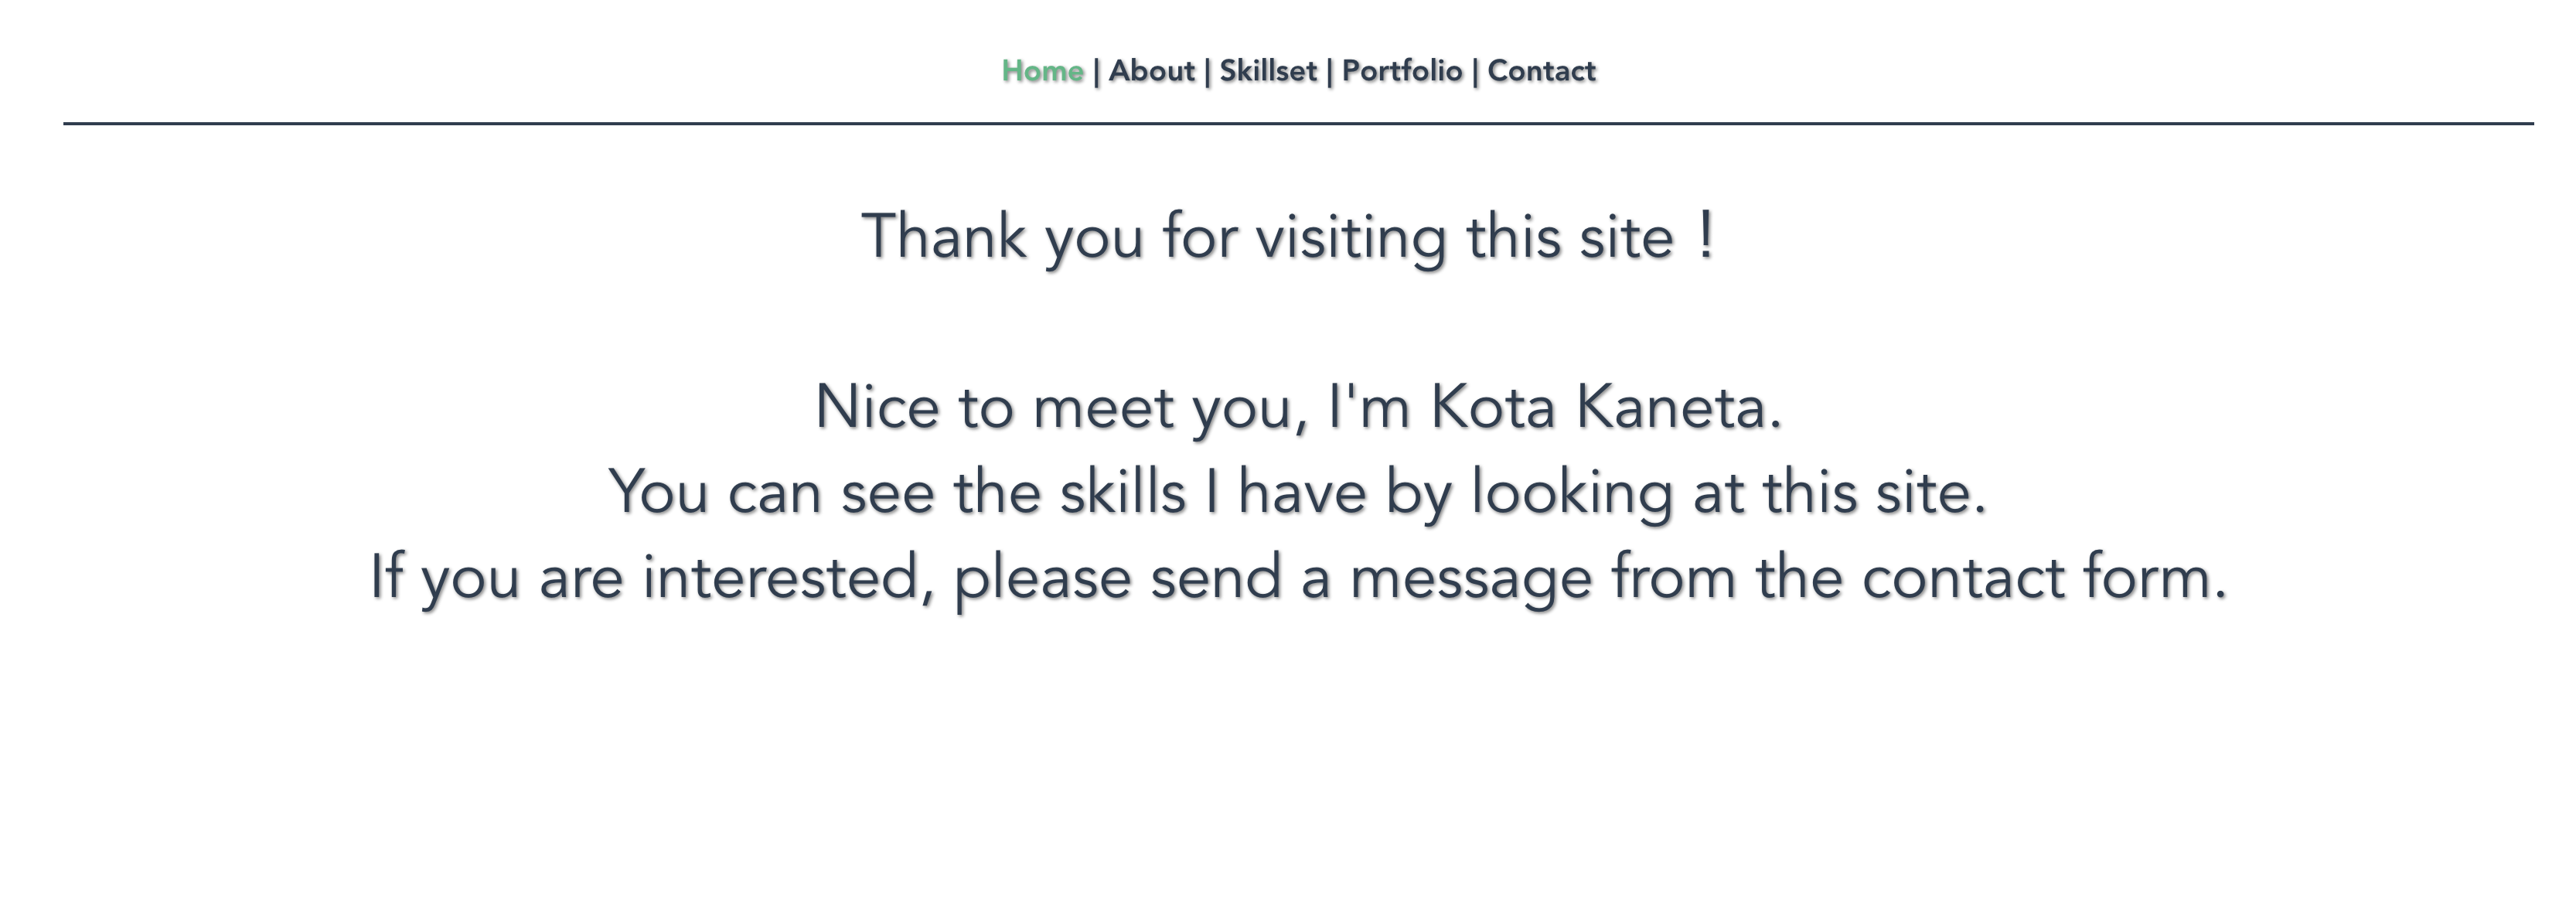 Home | About | Skillset | Portfolio | Contact
Thank you for visiting this site！
Nice to meet you, I'm Kota Kaneta.
You can see the skills I have by looking at this site.
If you are interested, please send a message from the contact form.